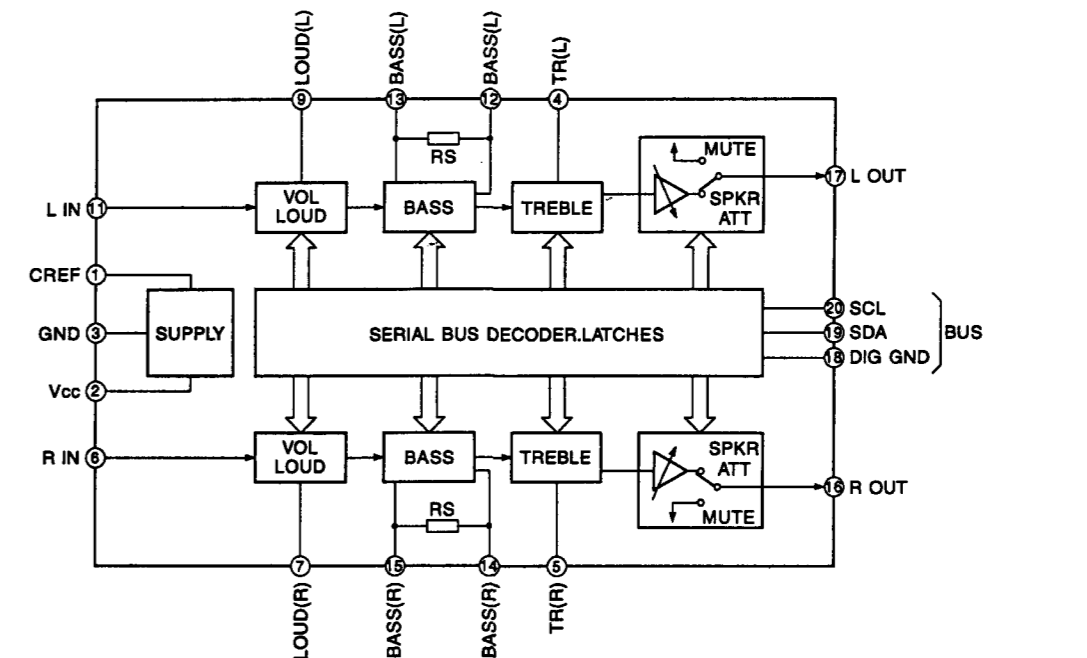 LOUD(L)
BASS(L)
BASS(L)
TR(L)
9
13
12
4
RS
MUTE
VOL
LOUD
BASS
TREBLE
SPKR
ATT
17 L OUT
L IN 11
CREF 1
GND 3
Vcc 2
SUPPLY
SERIAL BUS DECODER.LATCHES
20 SCL
19 SDA
18 DIG GND
BUS
R IN 6
VOL
LOUD
BASS
TREBLE
SPKR
ATT
MUTE
16 R OUT
RS
7
15
14
5
LOUD(R)
BASS(R)
BASS(R)
TR(R)